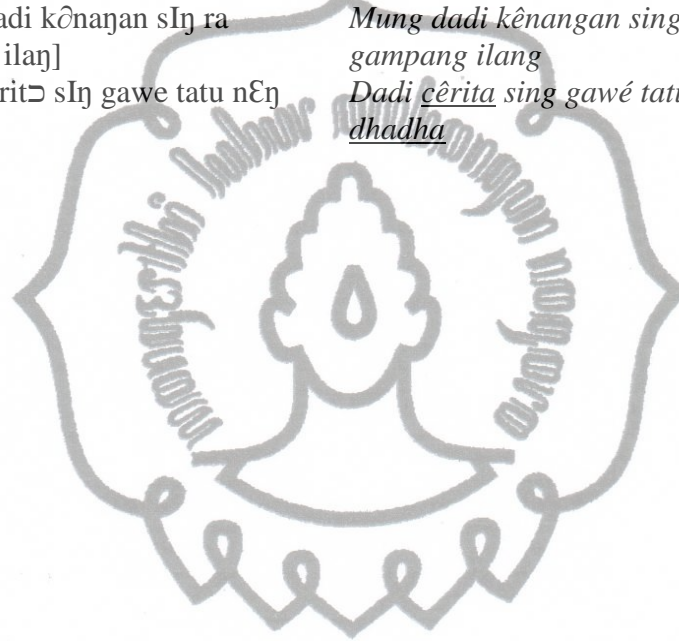 adi k∂naŋan sIŋ ra
ilaŋ]
ritɔ sIŋ gawe tatu nƐŋ
Mung dadi kênangan sing
gampang ilang
Dadi cêrita sing gawé tatu
dhadha